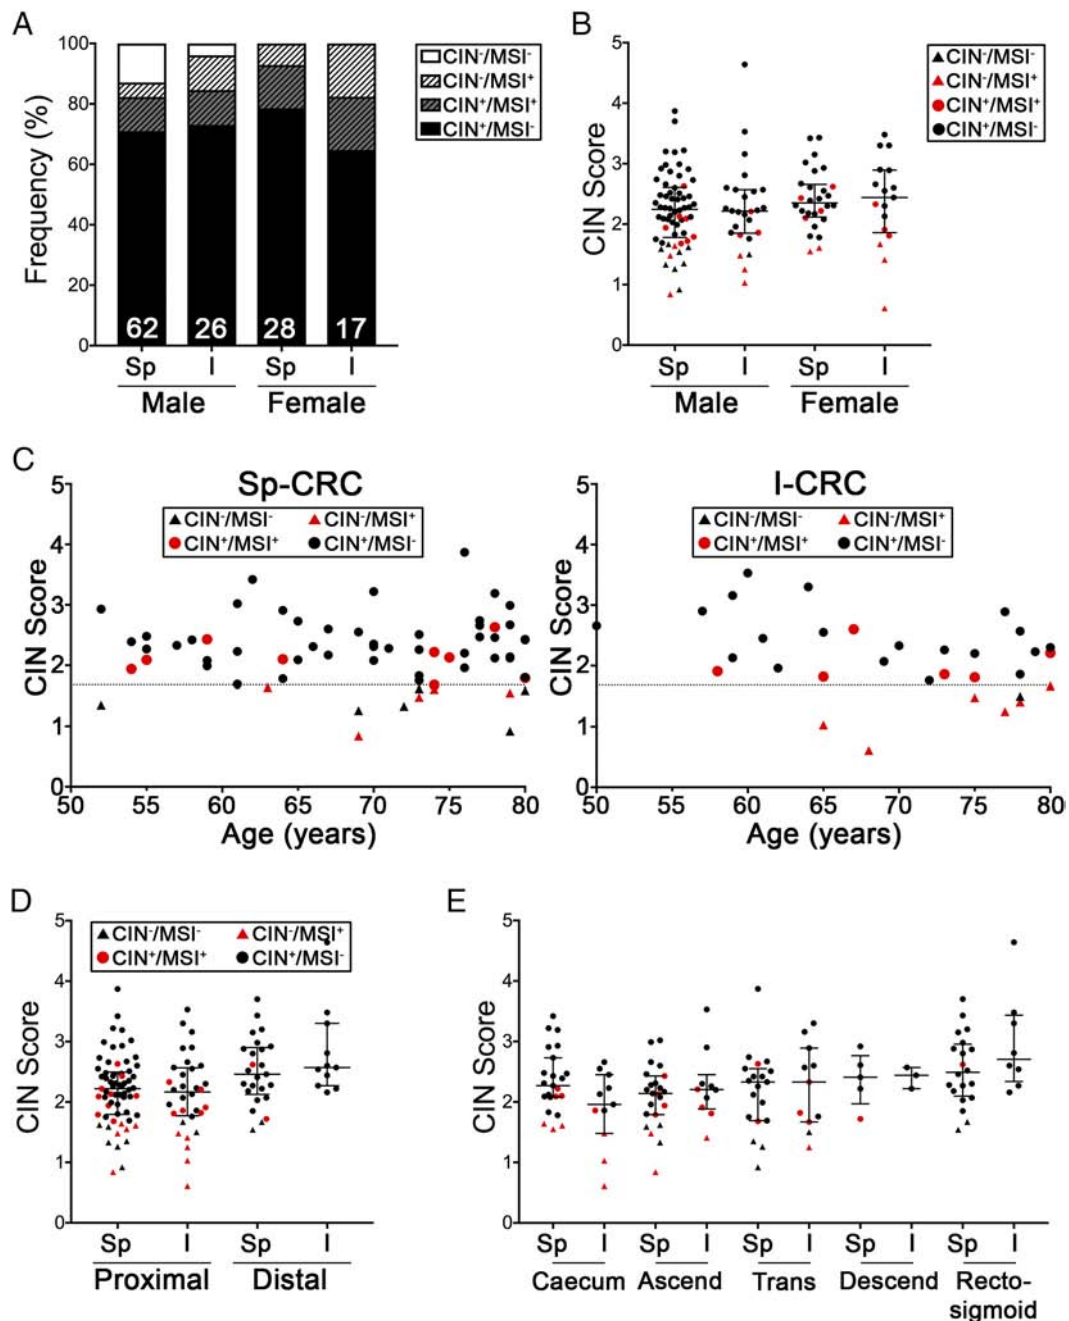 A
Frequency (%)
100
80
60
40
20
0
62 26 28 17
Sp I Sp I
Male Female
CIN⁻/MSI⁻
CIN⁻/MSI⁺
CIN⁺/MSI⁺
CIN⁺/MSI⁻
B
CIN Score
5
4
3
2
1
0
Sp I Sp I
Male Female
CIN⁻/MSI⁻
CIN⁻/MSI⁺
CIN⁺/MSI⁺
CIN⁺/MSI⁻
C
Sp-CRC
CIN⁻/MSI⁻ CIN⁻/MSI⁺
CIN⁺/MSI⁺ CIN⁺/MSI⁻
CIN Score
5
4
3
2
1
0
50 55 60 65 70 75 80
Age (years)
I-CRC
CIN⁻/MSI⁻ CIN⁻/MSI⁺
CIN⁺/MSI⁺ CIN⁺/MSI⁻
CIN Score
5
4
3
2
1
0
50 55 60 65 70 75 80
Age (years)
D
CIN⁻/MSI⁻ CIN⁻/MSI⁺
CIN⁺/MSI⁺ CIN⁺/MSI⁻
CIN Score
5
4
3
2
1
0
Sp I Sp I
Proximal Distal
E
CIN Score
5
4
3
2
1
0
Sp I Sp I Sp I Sp I Sp I
Caecum Ascend Trans Descend Recto-
sigmoid